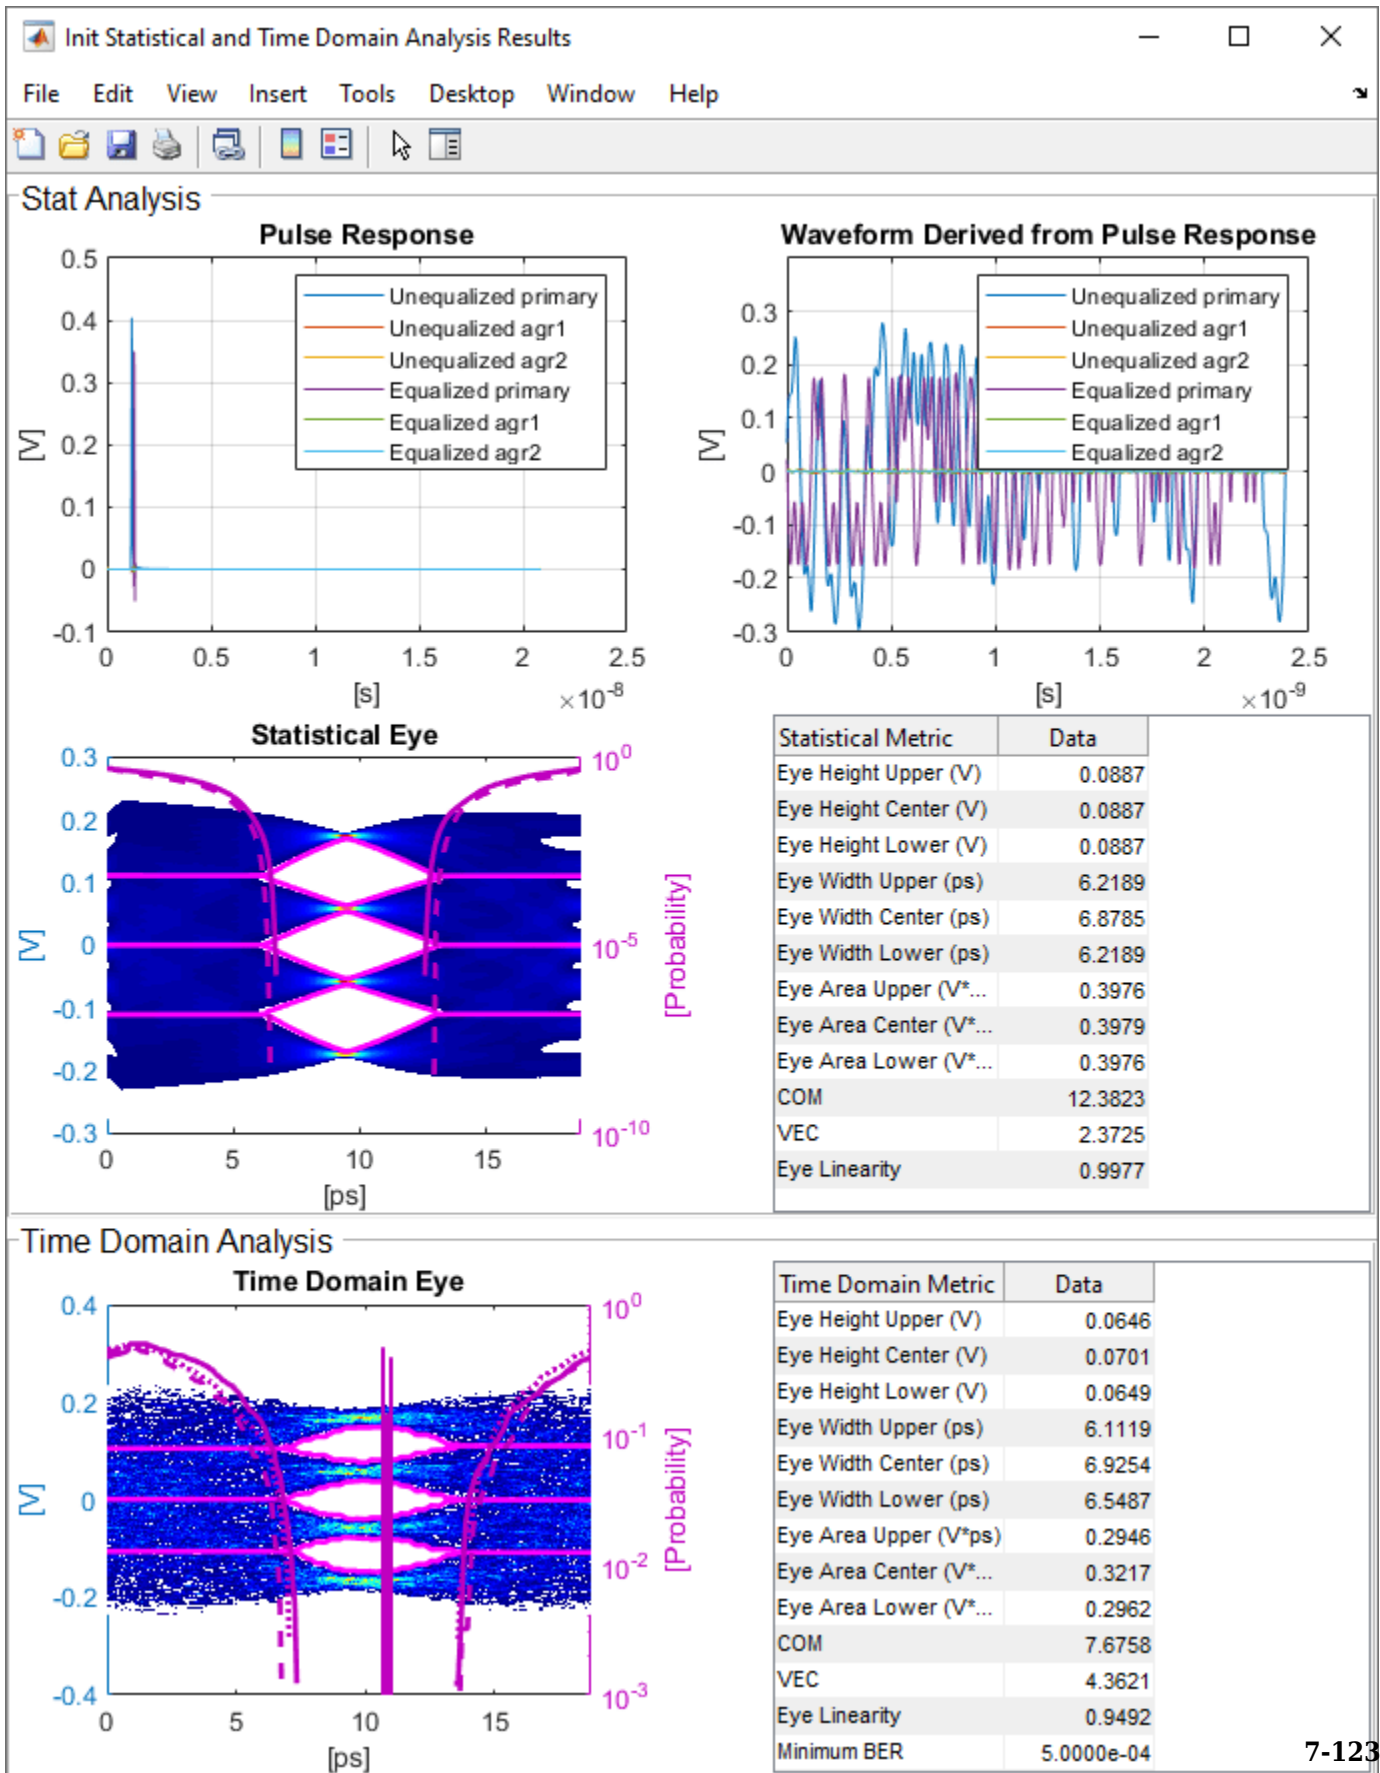 Init Statistical and Time Domain Analysis Results
File Edit View Insert Tools Desktop Window Help
Stat Analysis
Pulse Response
0.5
0.4
0.3
0.2
0.1
0
-0.1
[V]
Unequalized primary
Unequalized agr1
Unequalized agr2
Equalized primary
Equalized agr1
Equalized agr2
0 0.5 1 1.5 2 2.5
[s]
×10-8
Waveform Derived from Pulse Response
0.3
0.2
0.1
0
-0.1
-0.2
-0.3
[V]
Unequalized primary
Unequalized agr1
Unequalized agr2
Equalized primary
Equalized agr1
Equalized agr2
0 0.5 1 1.5 2 2.5
[s]
×10-9
Statistical Eye
0.3
0.2
0.1
0
-0.1
-0.2
-0.3
[V]
100
10-5
10-10
[Probability]
0 5 10 15
[ps]
Statistical Metric Data
Eye Height Upper (V) 0.0887
Eye Height Center (V) 0.0887
Eye Height Lower (V) 0.0887
Eye Width Upper (ps) 6.2189
Eye Width Center (ps) 6.8785
Eye Width Lower (ps) 6.2189
Eye Area Upper (V*... 0.3976
Eye Area Center (V*... 0.3979
Eye Area Lower (V*... 0.3976
COM 12.3823
VEC 2.3725
Eye Linearity 0.9977
Time Domain Analysis
Time Domain Eye
0.4
0.2
0
-0.2
-0.4
[V]
100
10-1
10-2
10-3
[Probability]
0 5 10 15
[ps]
Time Domain Metric Data
Eye Height Upper (V) 0.0646
Eye Height Center (V) 0.0701
Eye Height Lower (V) 0.0649
Eye Width Upper (ps) 6.1119
Eye Width Center (ps) 6.9254
Eye Width Lower (ps) 6.5487
Eye Area Upper (V*ps) 0.2946
Eye Area Center (V*... 0.3217
Eye Area Lower (V*... 0.2962
COM 7.6758
VEC 4.3621
Eye Linearity 0.9492
Minimum BER 5.0000e-04
7-123